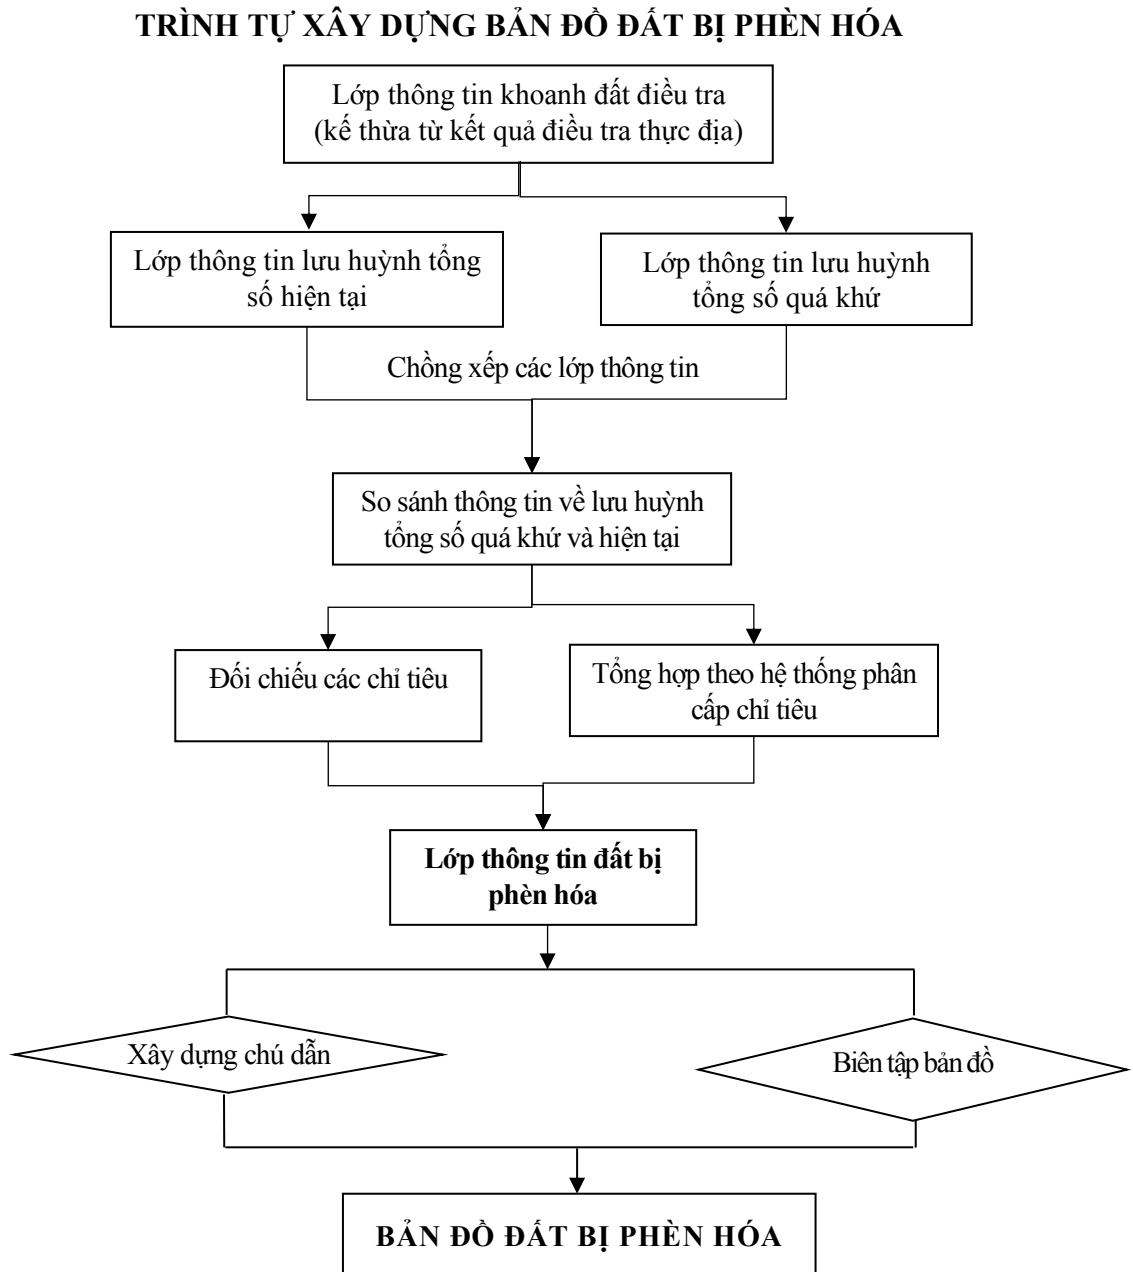 TRÌNH TỰ XÂY DỰNG BẢN ĐỒ ĐẤT BỊ PHÈN HÓA
Lớp thông tin khoanh đất điều tra
(kế thừa từ kết quả điều tra thực địa)
Lớp thông tin lưu huỳnh tổng
số hiện tại
Lớp thông tin lưu huỳnh
tổng số quá khứ
Chồng xếp các lớp thông tin
So sánh thông tin về lưu huỳnh
tổng số quá khứ và hiện tại
Đối chiếu các chỉ tiêu
Tổng hợp theo hệ thống phân
cấp chỉ tiêu
Lớp thông tin đất bị
phèn hóa
Xây dựng chú dẫn
Biên tập bản đồ
BẢN ĐỒ ĐẤT BỊ PHÈN HÓA